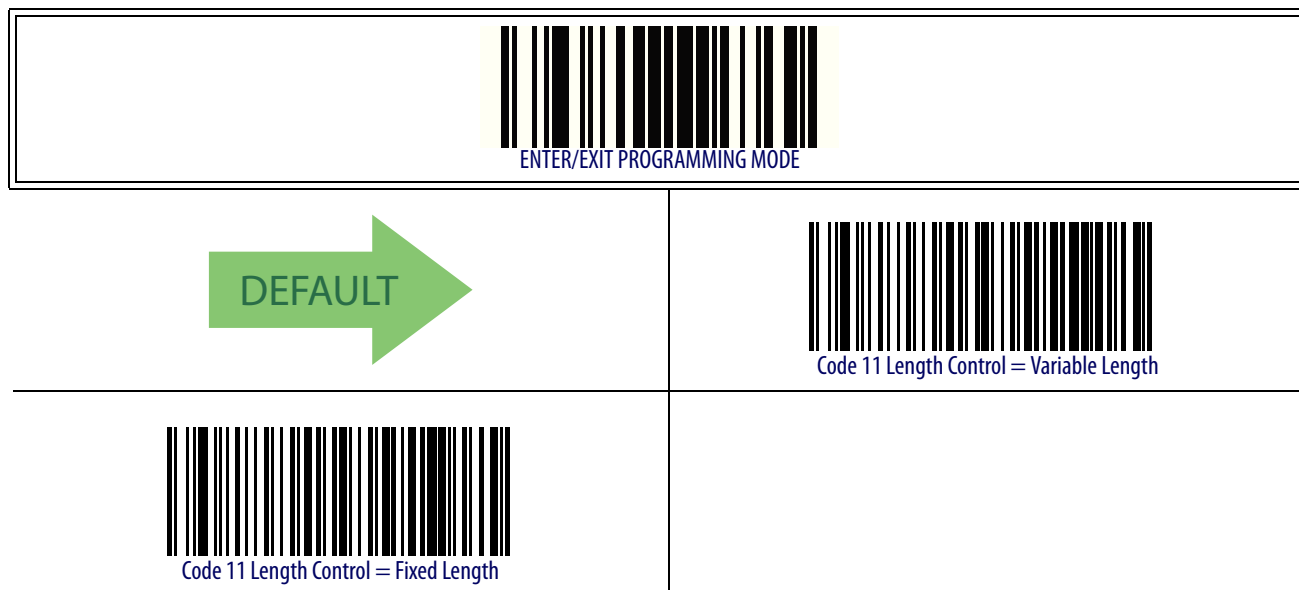 ENTER/EXIT PROGRAMMING MODE
DEFAULT
Code 11 Length Control = Variable Length
Code 11 Length Control = Fixed Length